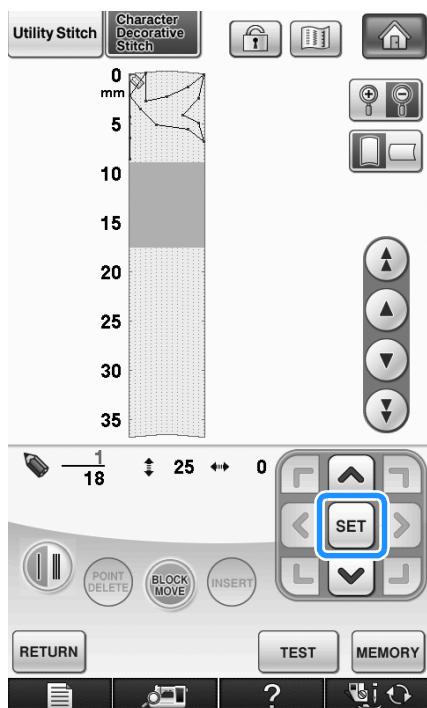 Utility Stitch
Character
Decorative
Stitch
0
mm
5
10
15
20
25
30
35
1
18
25
0
SET
POINT
DELETE
BLOCK
MOVE
INSERT
RETURN
TEST
MEMORY
?